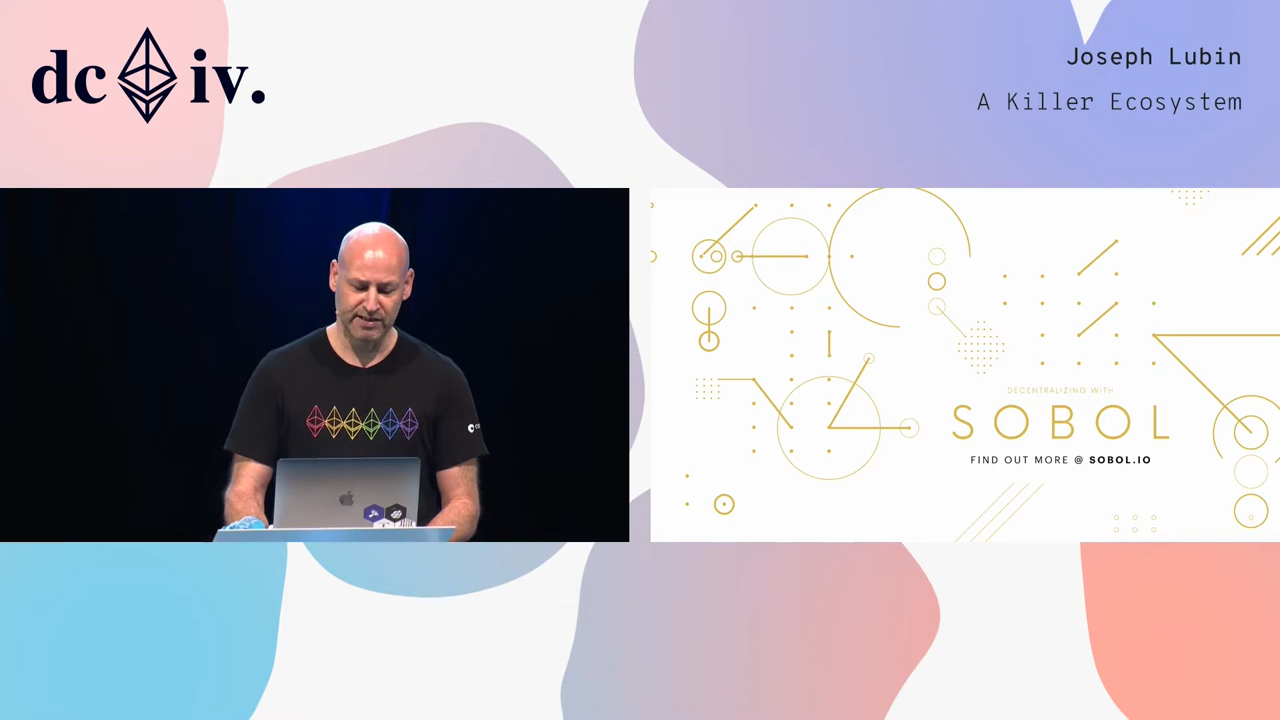 dc iv.
Joseph Lubin
A Killer Ecosystem
DECENTRALIZING WITH
SOBOL
FIND OUT MORE @ SOBOL.IO